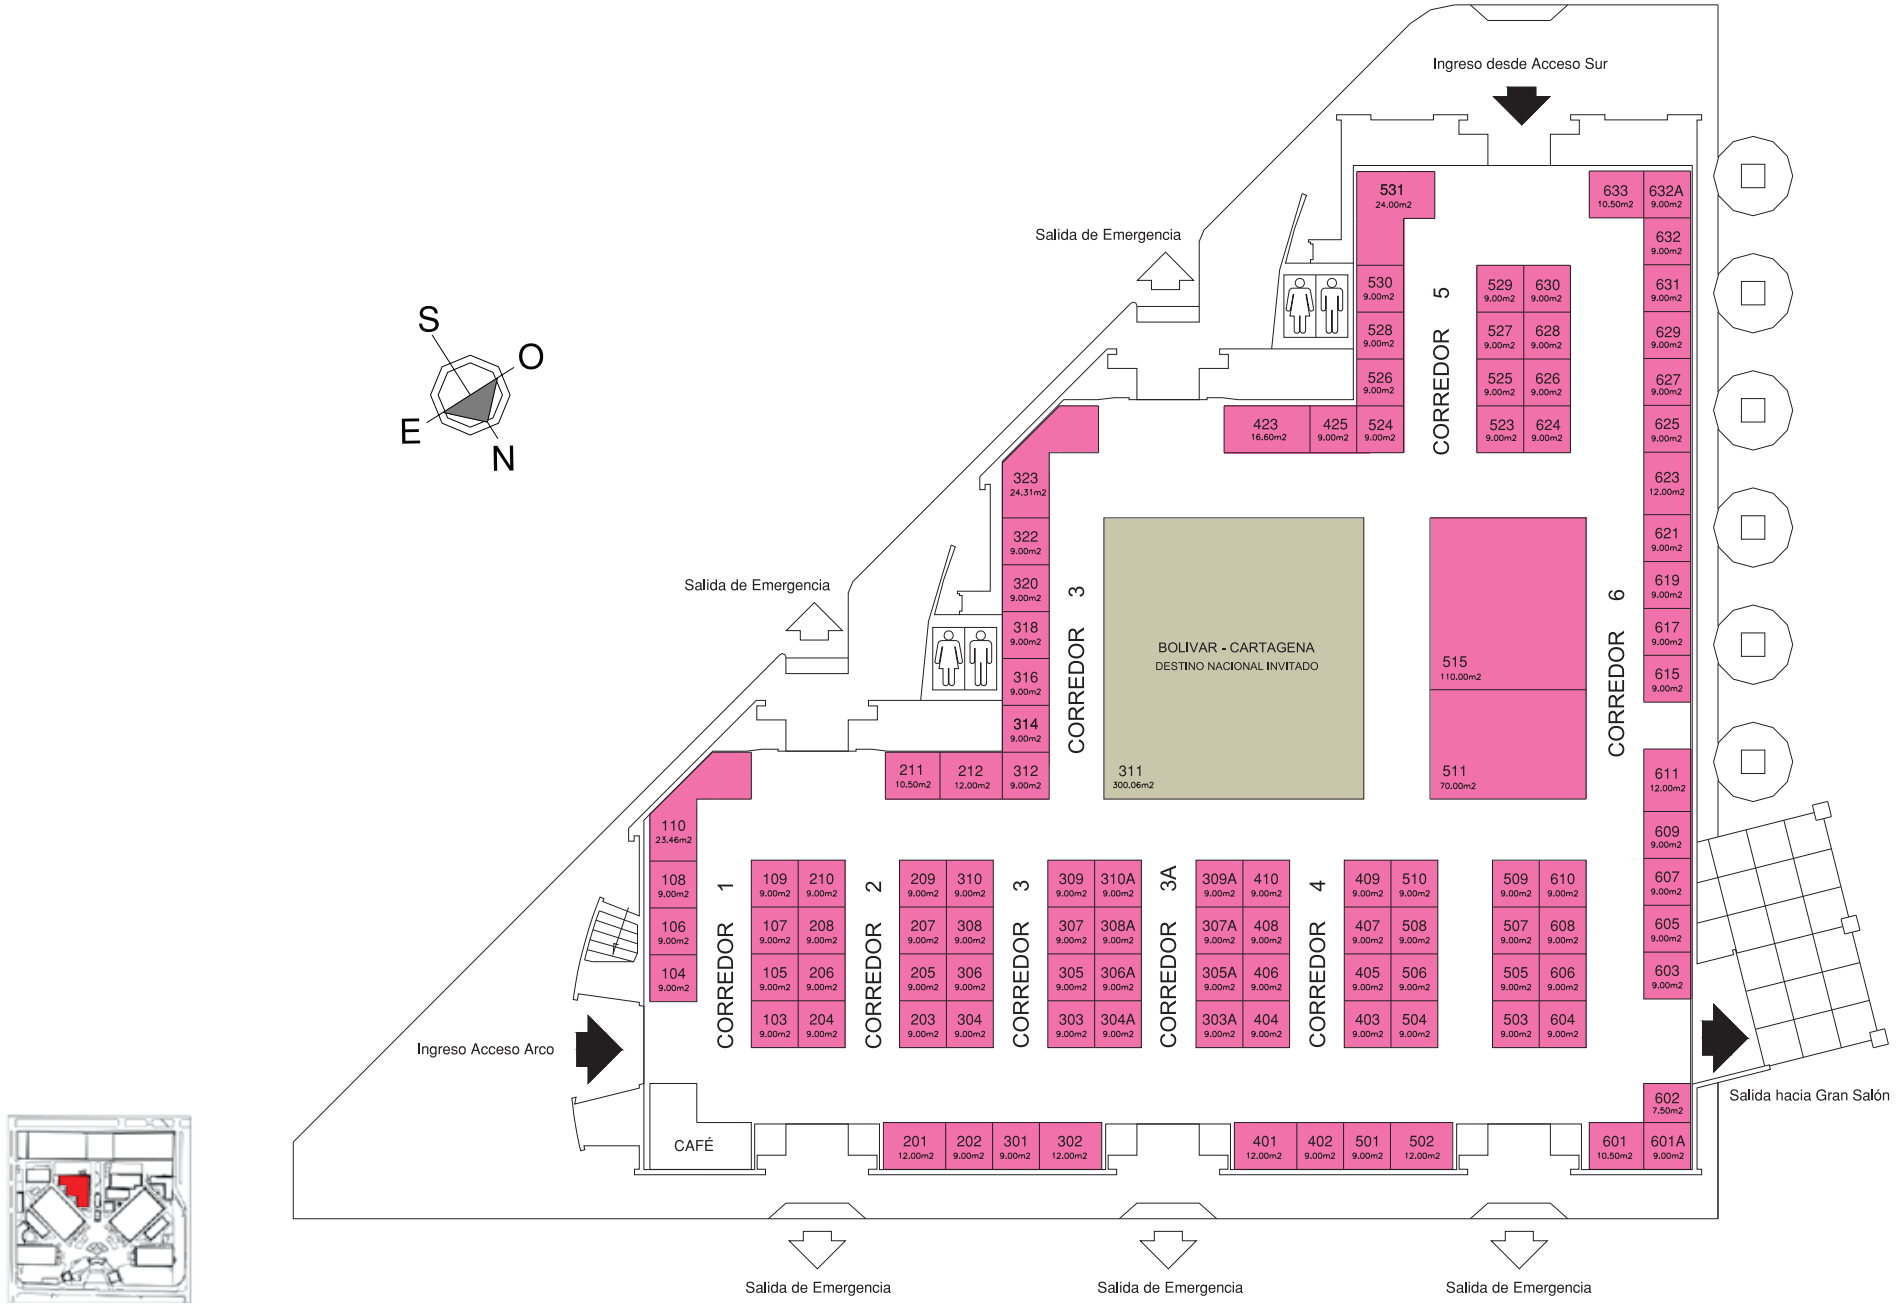 Ingreso desde Acceso Sur
531
24.00m2
633
10.50m2
632A
9.00m2
Salida de Emergencia
632
9.00m2
530
9.00m2
529
9.00m2
630
9.00m2
631
9.00m2
528
9.00m2
527
9.00m2
628
9.00m2
629
9.00m2
526
9.00m2
525
9.00m2
626
9.00m2
627
9.00m2
CORREDOR 5
423
16.60m2
425
9.00m2
524
9.00m2
523
9.00m2
624
9.00m2
625
9.00m2
S
O
E
N
323
24.31m2
623
12.00m2
322
9.00m2
621
9.00m2
Salida de Emergencia
320
9.00m2
619
9.00m2
318
9.00m2
617
9.00m2
CORREDOR 3
BOLIVAR - CARTAGENA
DESTINO NACIONAL INVITADO
311
300.06m2
515
110.00m2
511
70.00m2
CORREDOR 6
316
9.00m2
615
9.00m2
314
9.00m2
211
10.50m2
212
12.00m2
312
9.00m2
611
12.00m2
110
23.46m2
609
9.00m2
108
9.00m2
109
9.00m2
210
9.00m2
209
9.00m2
310
9.00m2
309
9.00m2
310A
9.00m2
309A
9.00m2
410
9.00m2
409
9.00m2
510
9.00m2
509
9.00m2
610
9.00m2
607
9.00m2
106
9.00m2
107
9.00m2
208
9.00m2
207
9.00m2
308
9.00m2
307
9.00m2
308A
9.00m2
307A
9.00m2
408
9.00m2
407
9.00m2
508
9.00m2
507
9.00m2
608
9.00m2
605
9.00m2
104
9.00m2
105
9.00m2
206
9.00m2
205
9.00m2
306
9.00m2
305
9.00m2
306A
9.00m2
305A
9.00m2
406
9.00m2
405
9.00m2
506
9.00m2
505
9.00m2
606
9.00m2
603
9.00m2
103
9.00m2
204
9.00m2
203
9.00m2
304
9.00m2
303
9.00m2
304A
9.00m2
303A
9.00m2
404
9.00m2
403
9.00m2
504
9.00m2
503
9.00m2
604
9.00m2
CORREDOR 1
CORREDOR 2
CORREDOR 3
CORREDOR 3A
CORREDOR 4
Ingreso Acceso Arco
Salida hacia Gran Salón
602
7.50m2
CAFÉ
201
12.00m2
202
9.00m2
301
9.00m2
302
12.00m2
401
12.00m2
402
9.00m2
501
9.00m2
502
12.00m2
601
10.50m2
601A
9.00m2
Salida de Emergencia
Salida de Emergencia
Salida de Emergencia